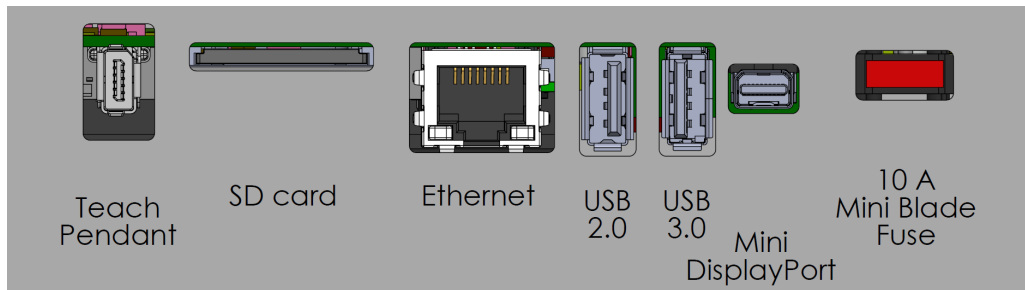 Teach
Pendant
SD card
Ethernet
USB
2.0
USB
3.0
Mini
DisplayPort
10 A
Mini Blade
Fuse